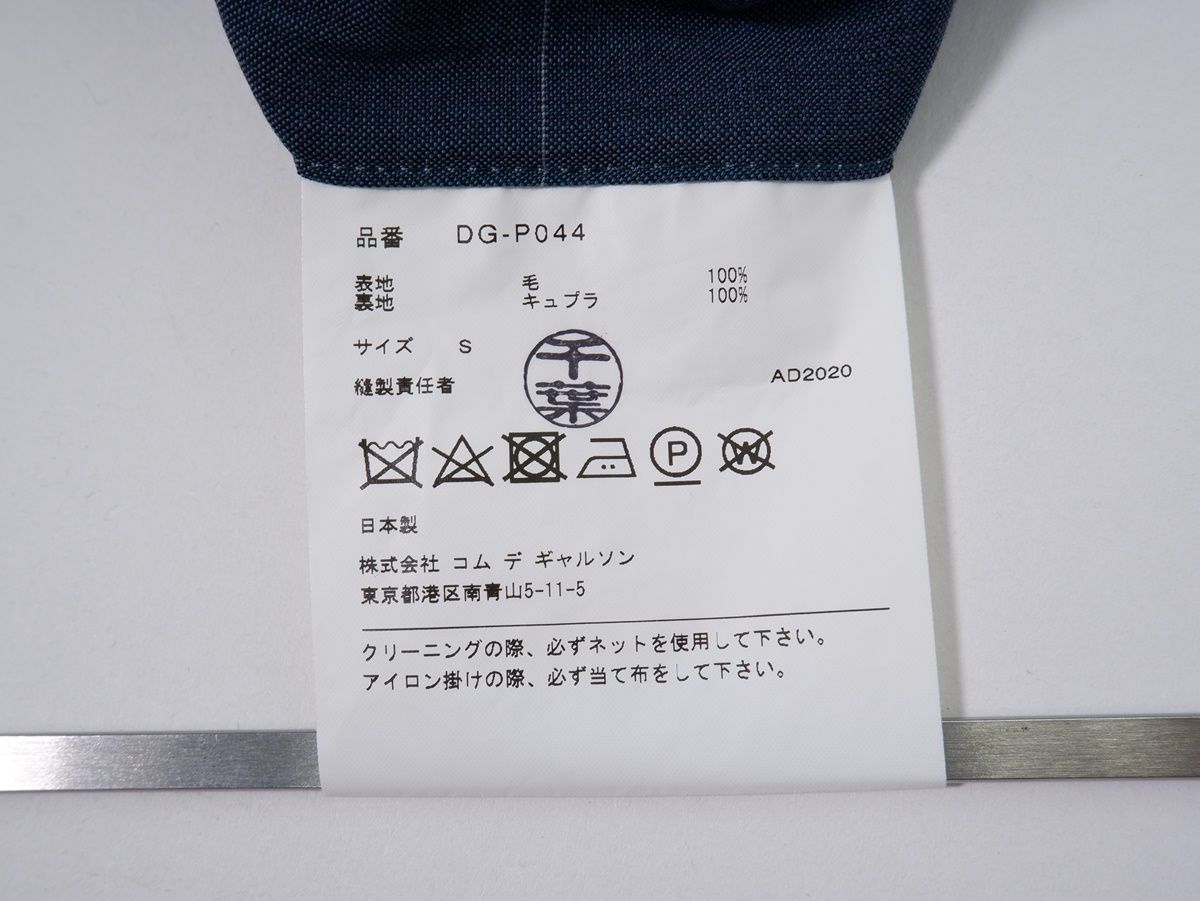 品番 DG-P044
表地 毛 100%
裏地 キュプラ 100%
サイズ S
千葉
縫製責任者 AD2020
P W
日本製
株式会社 コム デ ギャルソン
東京都港区南青山5-11-5
クリーニングの際、必ずネットを使用して下さい。
アイロン掛けの際、必ず当て布をして下さい。